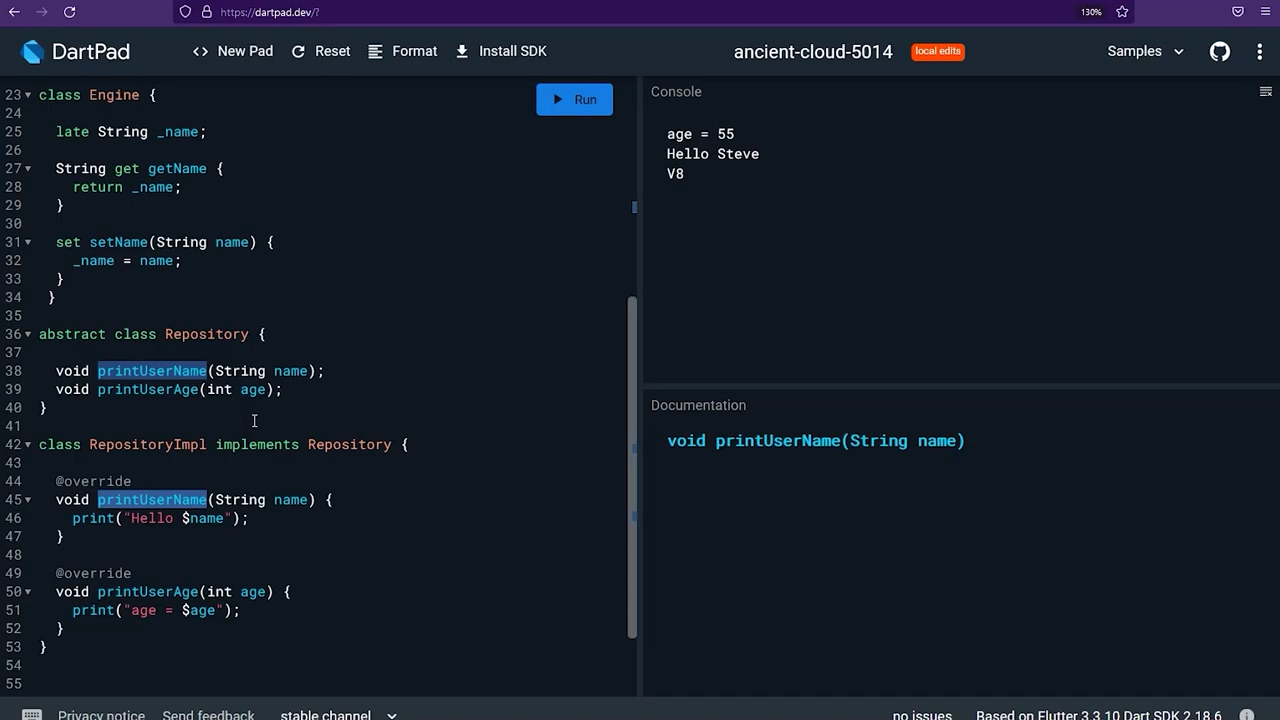 https://dartpad.dev/?
130%
DartPad
<> New Pad
Reset
Format
Install SDK
ancient-cloud-5014
local edits
Samples
23 class Engine {
24
25 late String _name;
26
27 String get getName {
28 return _name;
29 }
30
31 set setName(String name) {
32 _name = name;
33 }
34 }
35
36 abstract class Repository {
37
38 void printUserName(String name);
39 void printUserAge(int age);
40 }
41
42 class RepositoryImpl implements Repository {
43
44 @override
45 void printUserName(String name) {
46 print("Hello $name");
47 }
48
49 @override
50 void printUserAge(int age) {
51 print("age = $age");
52 }
53 }
54
55
Run
Console
age = 55
Hello Steve
V8
Documentation
void printUserName(String name)
Privacy notice
Send feedback
stable channel
no issues
Based on Flutter 3.3.10 Dart SDK 2.18.6